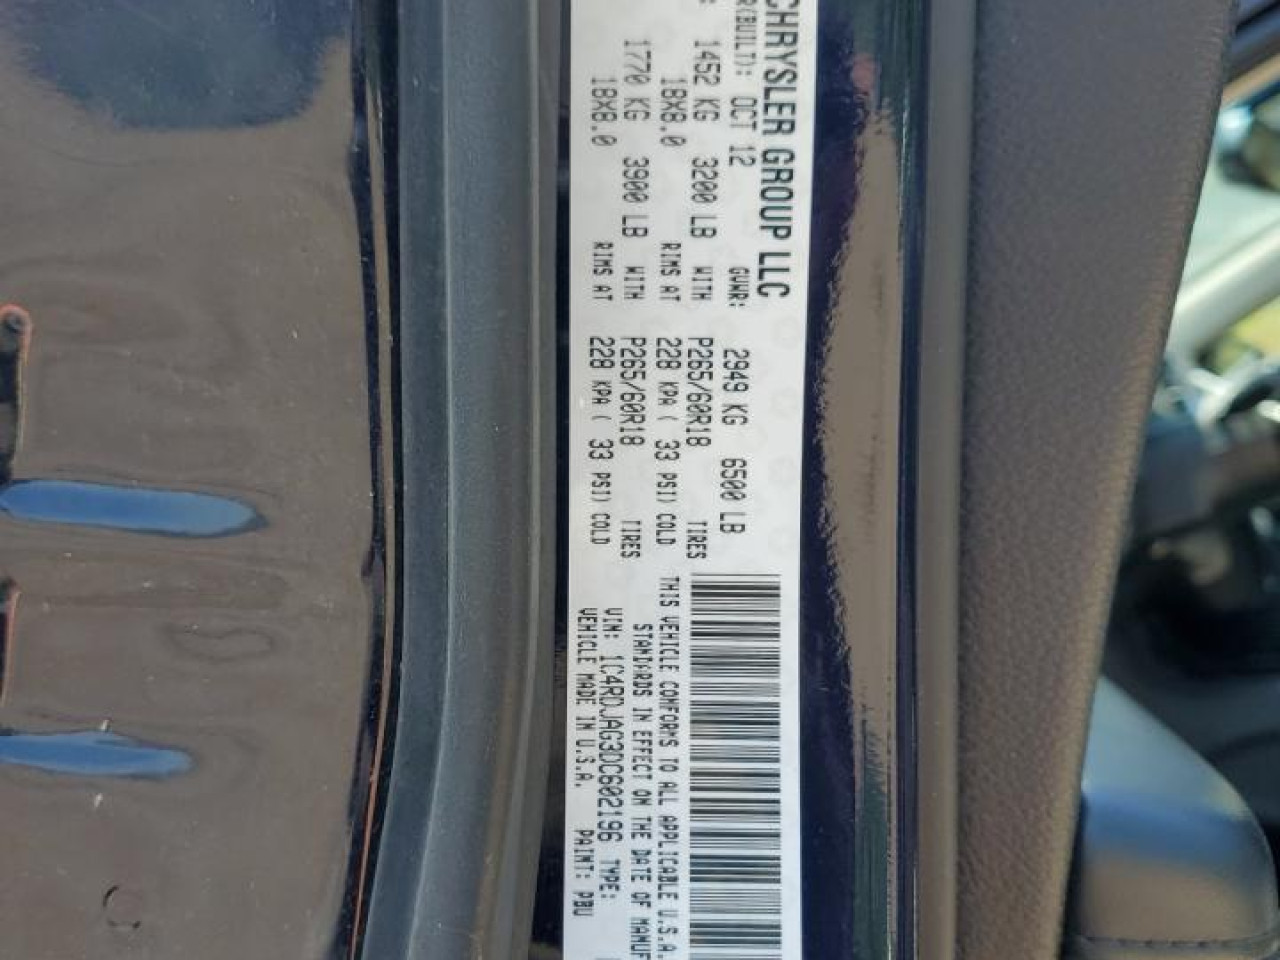 CHRYSLER GROUP LLC
R(BUILT): OCT 12 GVWR: 2949 KG 6500 LB
: 1452 KG 3200 LB WITH P265/60R18 TIRES
18X8.0 RIMS AT 228 KPA ( 33 PSI) COLD
1770 KG 3900 LB WITH P265/60R18 TIRES
18X8.0 RIMS AT 228 KPA ( 33 PSI) COLD
THIS VEHICLE CONFORMS TO ALL APPLICABLE U.S.A.
STANDARDS IN EFFECT ON THE DATE OF MANUF
VIN: 1C4RDJAG3DC602196 TYPE:
VEHICLE MADE IN U.S.A. PAINT: PBU